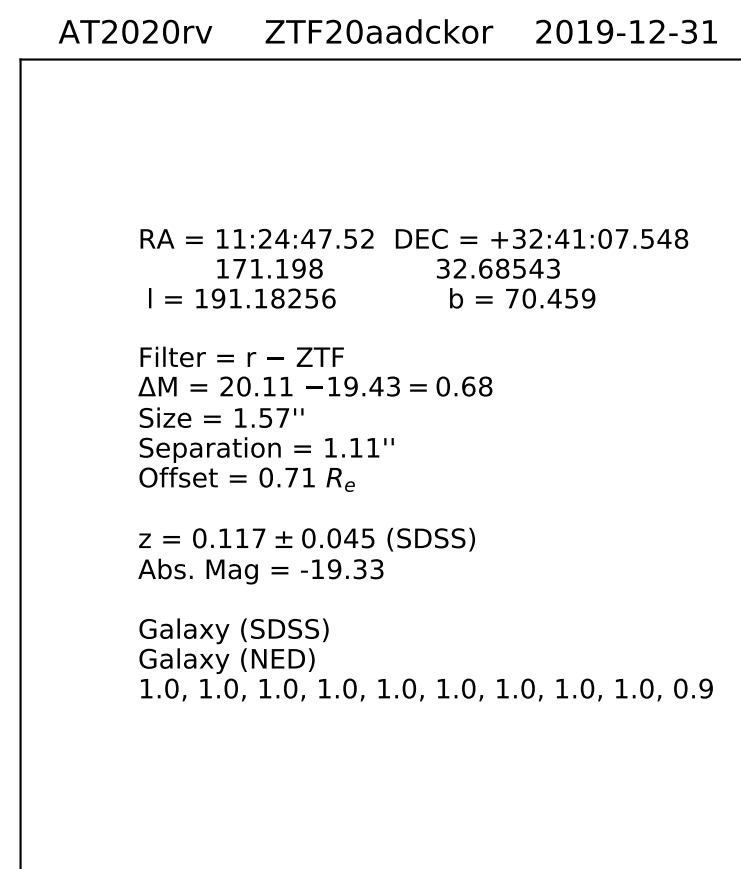 AT2020rv ZTF20aadckor 2019-12-31
RA = 11:24:47.52 DEC = +32:41:07.548
171.198 32.68543
l = 191.18256 b = 70.459
Filter = r − ZTF
ΔM = 20.11 −19.43 = 0.68
Size = 1.57''
Separation = 1.11''
Offset = 0.71 Rₑ
z = 0.117 ± 0.045 (SDSS)
Abs. Mag = -19.33
Galaxy (SDSS)
Galaxy (NED)
1.0, 1.0, 1.0, 1.0, 1.0, 1.0, 1.0, 1.0, 1.0, 0.9